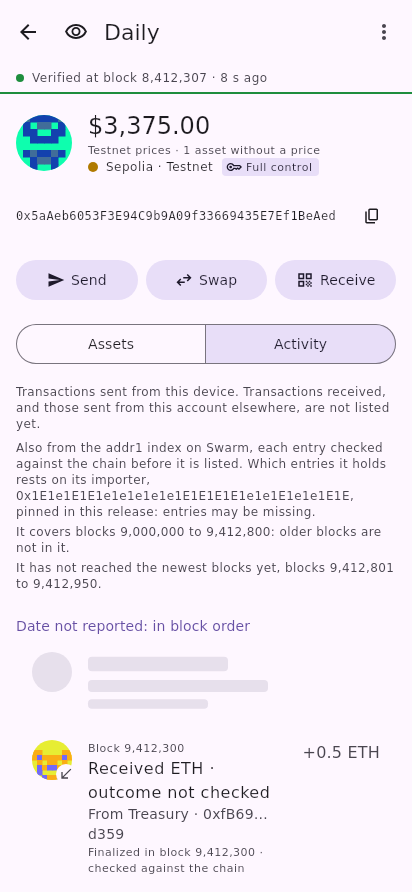 Daily
Verified at block 8,412,307 · 8 s ago
$3,375.00
Testnet prices · 1 asset without a price
Sepolia · Testnet Full control
0x5aAeb6053F3E94C9b9A09f33669435E7Ef1BeAed
Send Swap Receive
Assets Activity
Transactions sent from this device. Transactions received,
and those sent from this account elsewhere, are not listed
yet.
Also from the addr1 index on Swarm, each entry checked
against the chain before it is listed. Which entries it holds
rests on its importer,
0x1E1e1E1E1e1e1e1e1e1E1E1E1E1e1e1E1e1e1e1E,
pinned in this release: entries may be missing.
It covers blocks 9,000,000 to 9,412,800: older blocks are
not in it.
It has not reached the newest blocks yet, blocks 9,412,801
to 9,412,950.
Date not reported: in block order
Block 9,412,300
Received ETH ·
outcome not checked
+0.5 ETH
From Treasury · 0xfB69…
d359
Finalized in block 9,412,300 ·
checked against the chain